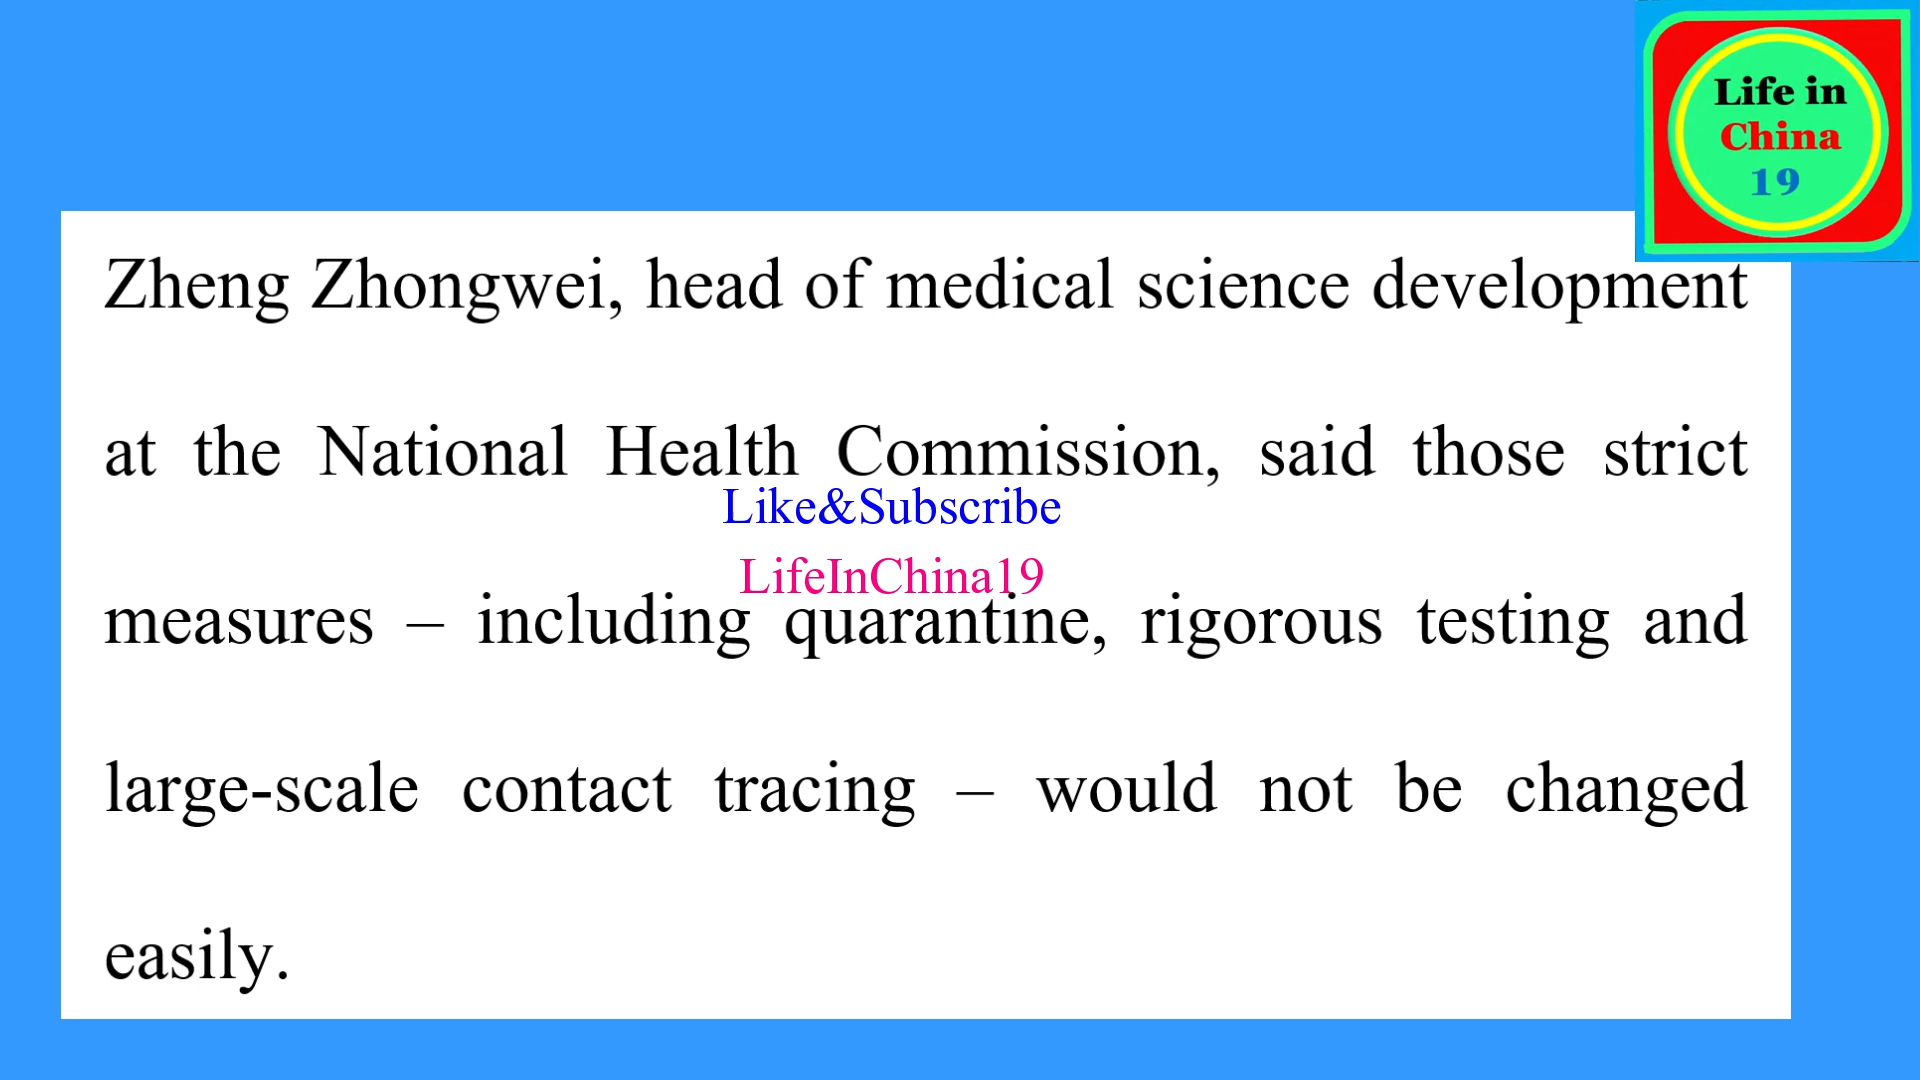 Life in
China
19
Zheng Zhongwei, head of medical science development
at the National Health Commission, said those strict
Like&Subscribe
LifeInChina19
measures – including quarantine, rigorous testing and
large-scale contact tracing – would not be changed
easily.